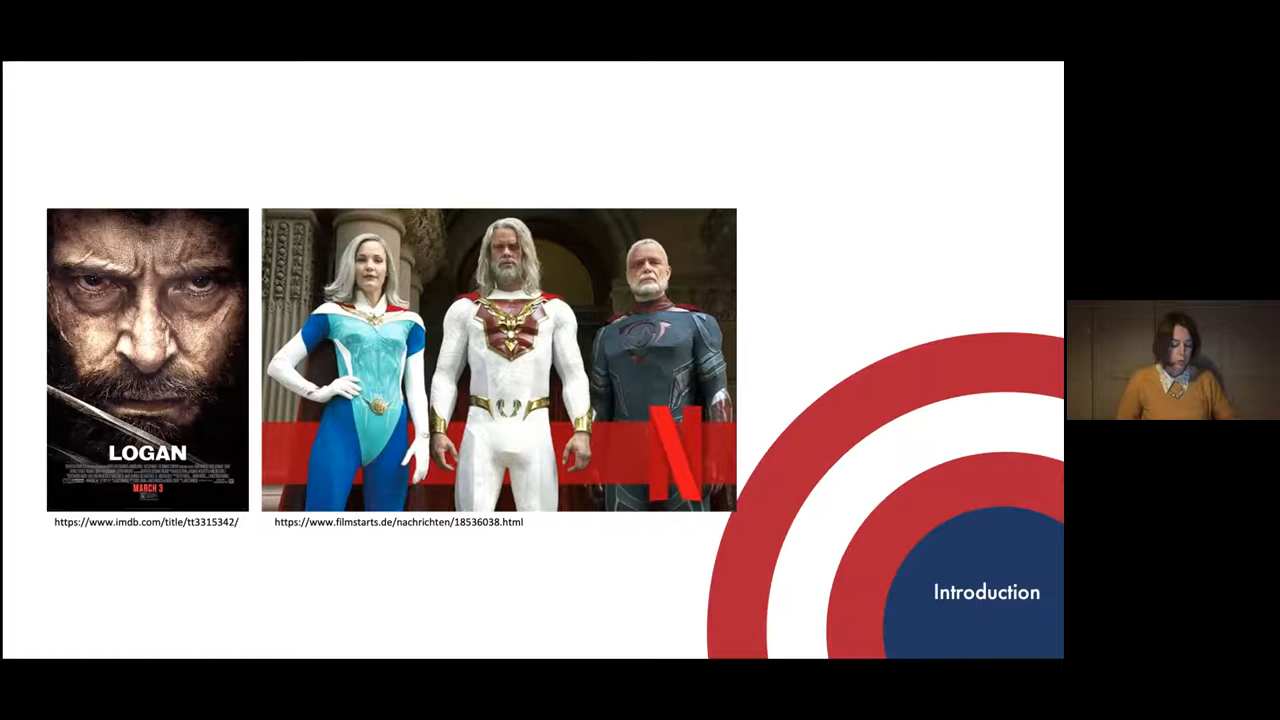 LOGAN
MARCH 3
https://www.imdb.com/title/tt3315342/
https://www.filmstarts.de/nachrichten/18536038.html
Introduction